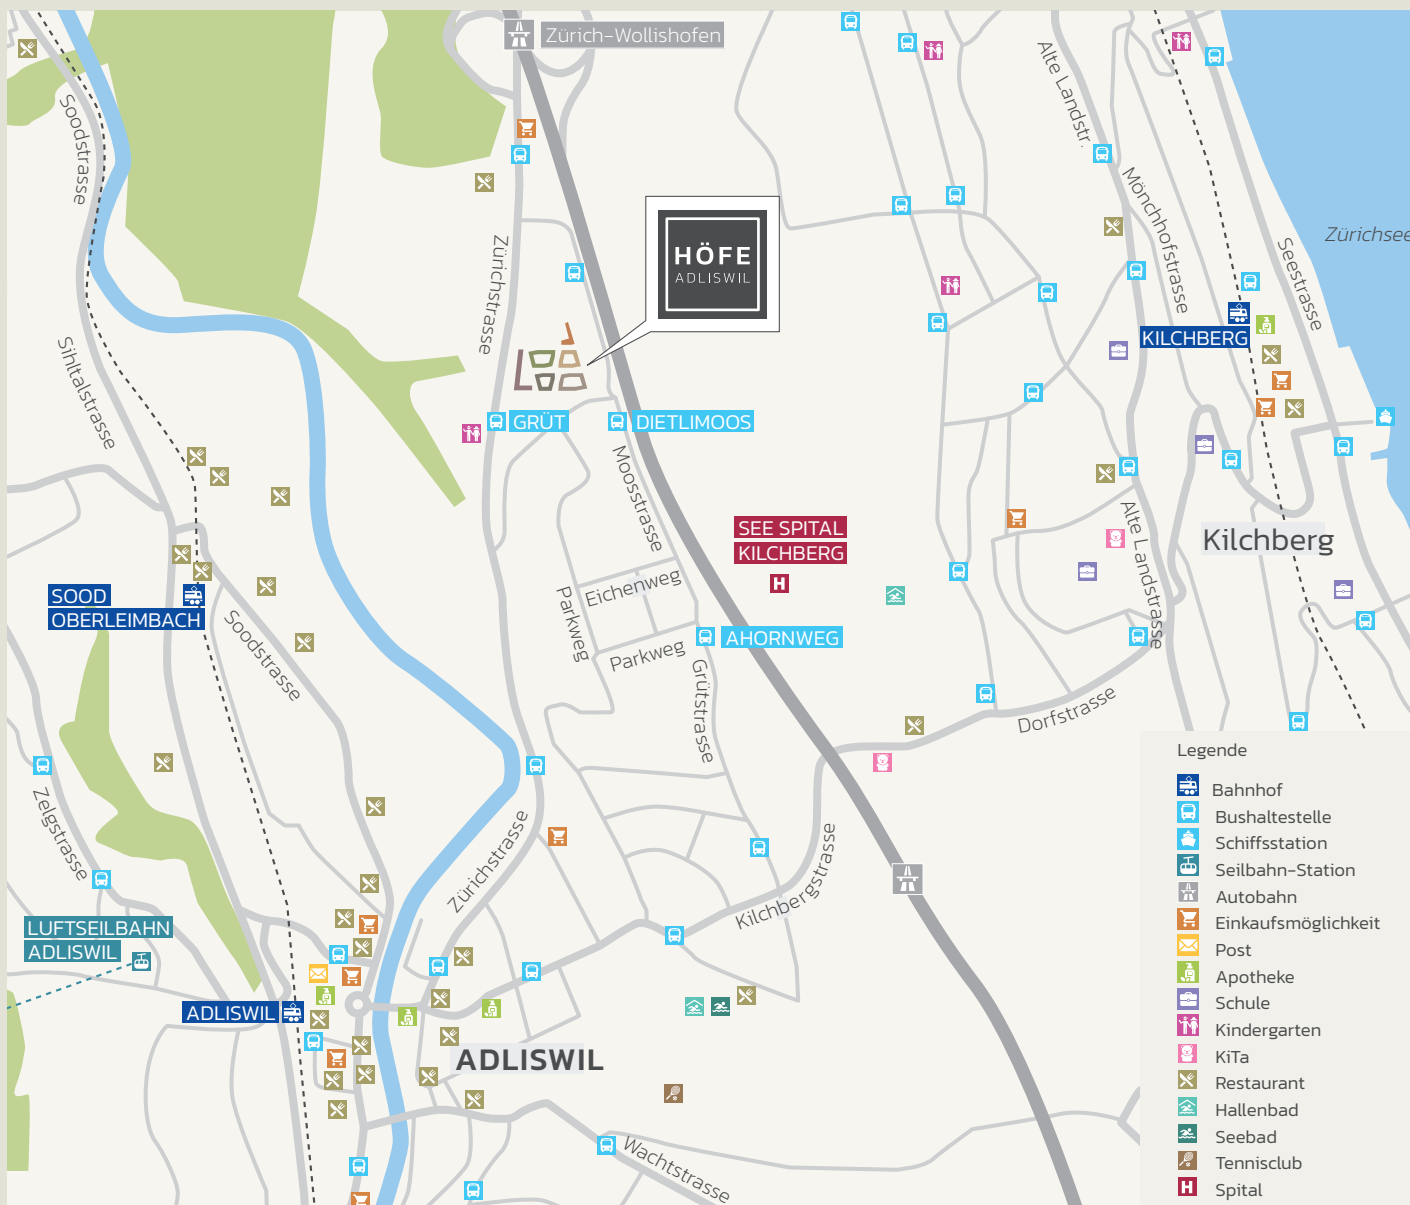 Zürich-Wollishofen
Soodstrasse
Alte Landstr.
Mönchhofstrasse
Zürichsee
Seestrasse
HÖFE
ADLISWIL
Zürichstrasse
KILCHBERG
Sihltalstrasse
GRÜT
DIETLIMOOS
Moosstrasse
SEE SPITAL
KILCHBERG
H
Alte Landstrasse
Kilchberg
SOOD
OBERLEIMBACH
Eichenweg
Parkweg
Parkweg
AHORNWEG
Soodstrasse
Grütstrasse
Dorfstrasse
Zelgstrasse
Zürichstrasse
Kilchbergstrasse
LUFTSEILBAHN
ADLISWIL
ADLISWIL
ADLISWIL
Wachtstrasse
Legende
Bahnhof
Bushaltestelle
Schiffsstation
Seilbahn-Station
Autobahn
Einkaufsmöglichkeit
Post
Apotheke
Schule
Kindergarten
KiTa
Restaurant
Hallenbad
Seebad
Tennisclub
H Spital